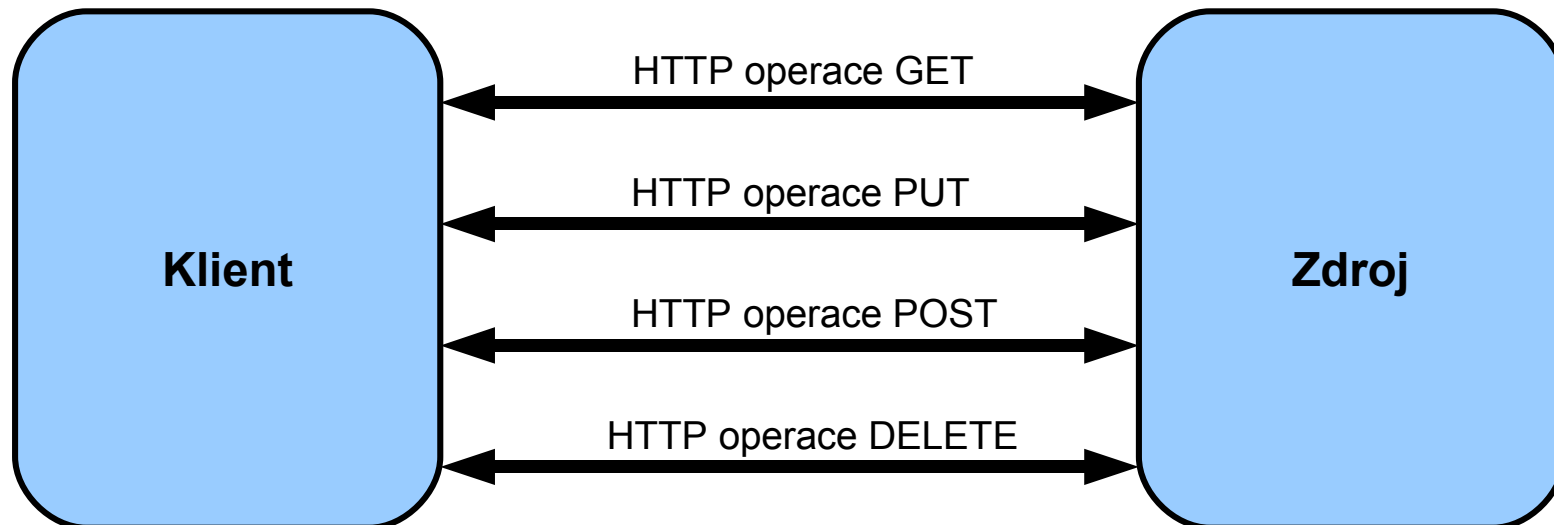 HTTP operace GET
HTTP operace PUT
Klient
Zdroj
HTTP operace POST
HTTP operace DELETE